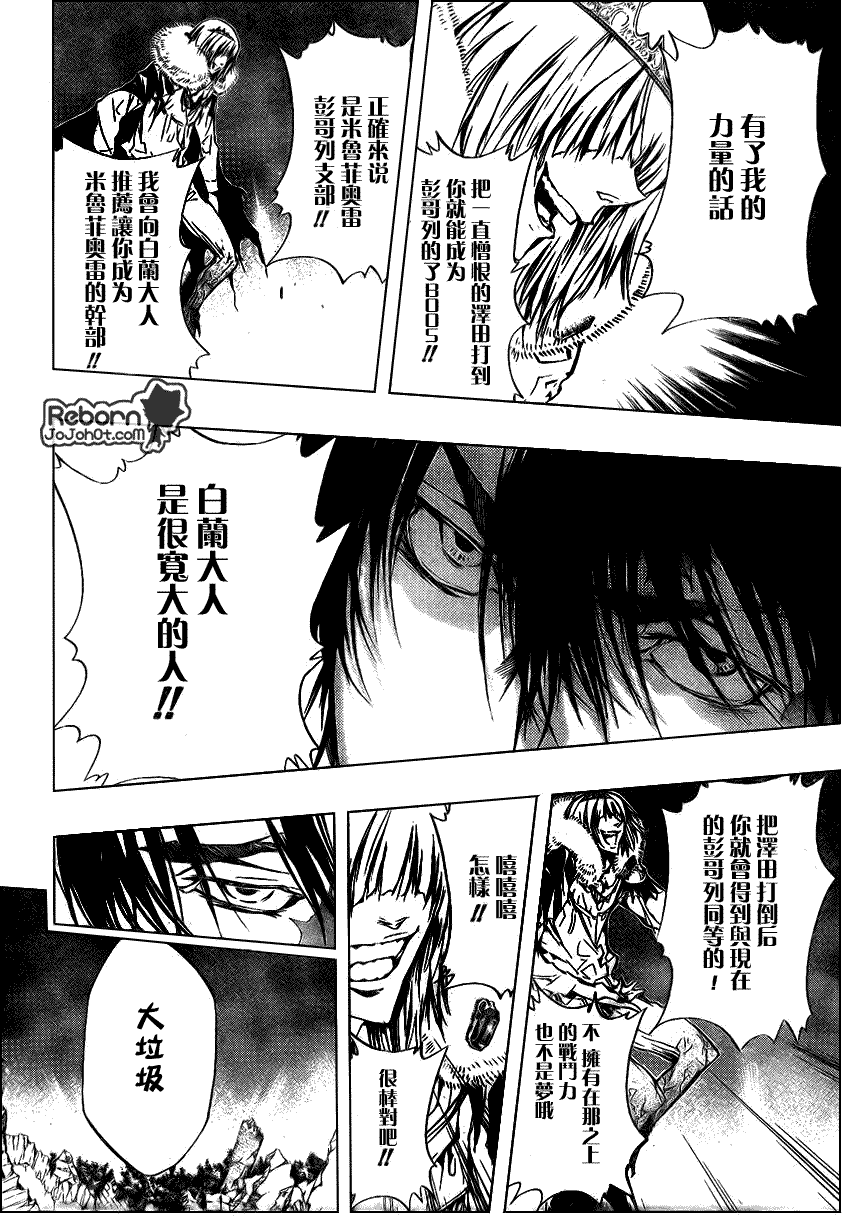 有了我的
力量的話
把一直憎恨的澤田打到
你就能成为
彭哥列的了BOOS!!
正確來说
是米魯菲奧雷
彭哥列支部!!
我會向白蘭大人
推薦讓你成为
米魯菲奧雷的幹部!!
Reborn
JoJoHOt.com
白蘭大人
是很寬大的人!!
把澤田打倒后
你就會得到與現在
的彭哥列同等的!
不 擁有在那之上
的戰鬥力
也不是夢哦
嘻嘻嘻
怎樣!!
很棒對吧!!
大垃圾